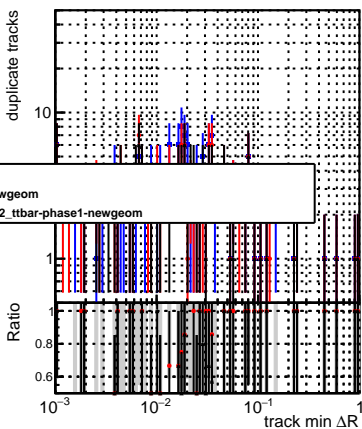 duplicate tracks
10
wgeom
2_ttbar-phase1-newgeom
1
Ratio
1
0.8
0.6
10−3
10−2
10−1
1
track min ΔR